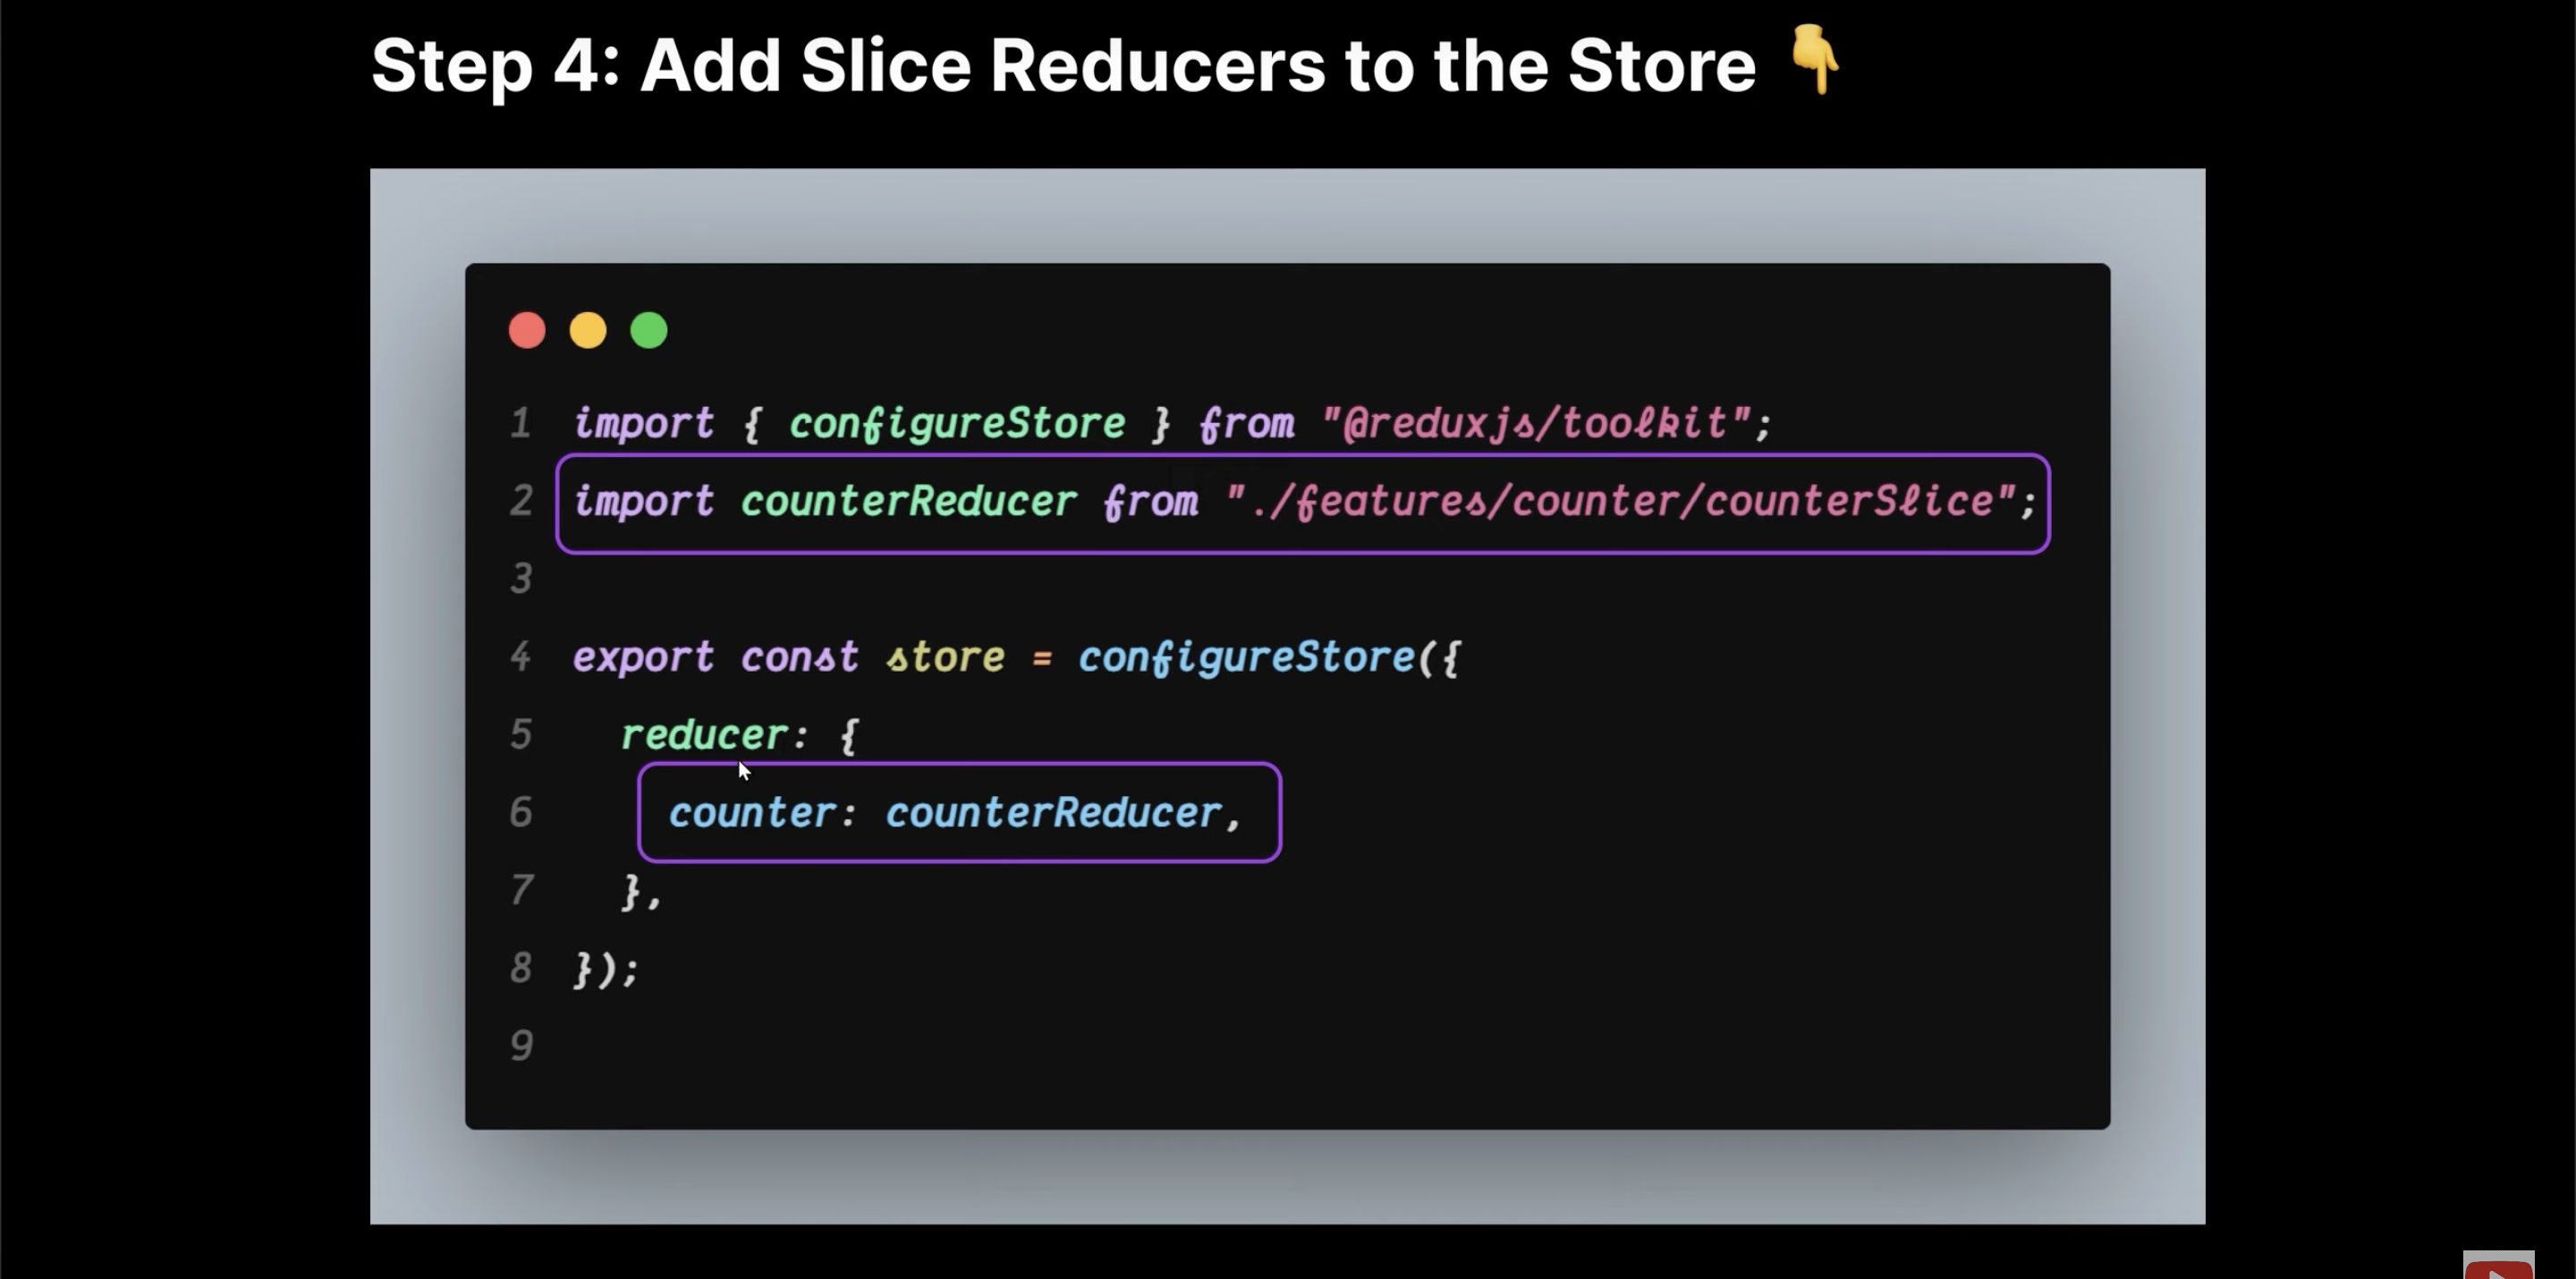 Step 4: Add Slice Reducers to the Store 👇
1 import { configureStore } from "@reduxjs/toolkit";
2 import counterReducer from "./features/counter/counterSlice";
3
4 export const store = configureStore({
5 reducer: {
6 counter: counterReducer,
7 },
8 });
9